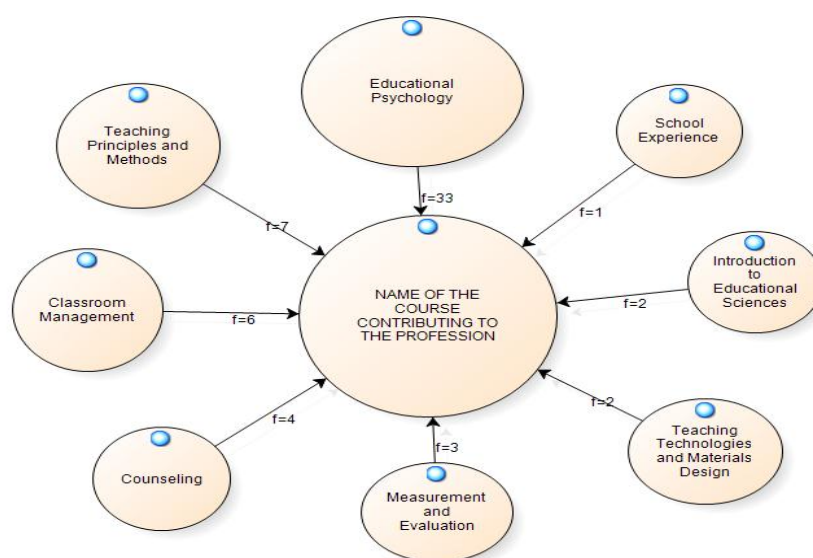 Educational
Psychology
School
Experience
Teaching
Principles and
Methods
f=33
f=1
f=7
Introduction to
Educational
Sciences
NAME OF THE
COURSE
CONTRIBUTING TO
THE PROFESSION
Classroom
Management
f=2
f=6
f=2
f=4
Teaching
Technologies
and Materials
Design
f=3
Counseling
Measurement
and
Evaluation